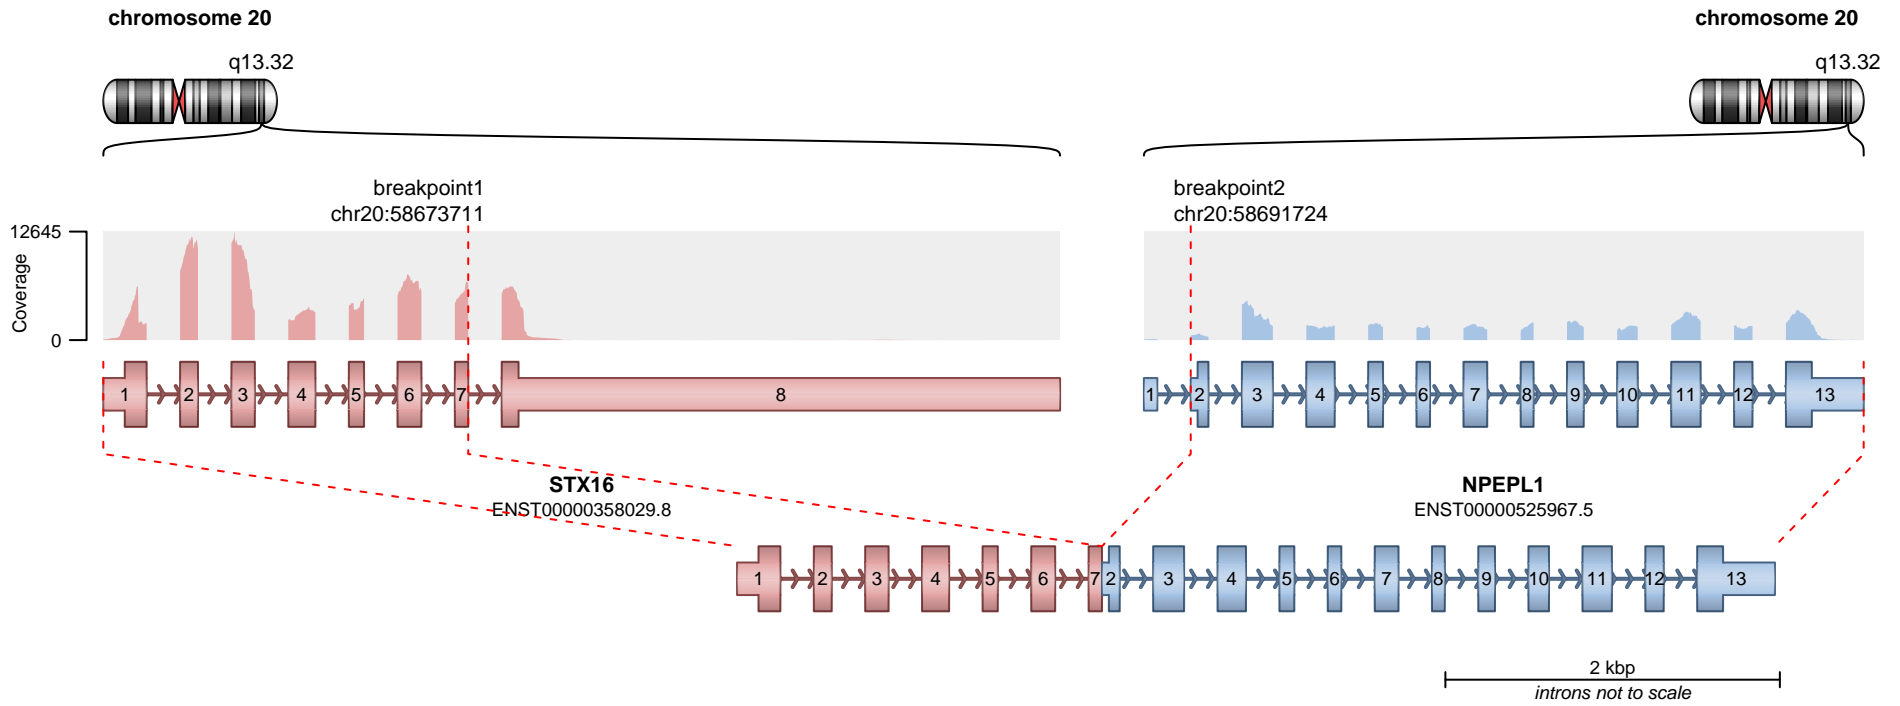 chromosome 20
chromosome 20
q13.32
q13.32
breakpoint1
chr20:58673711
breakpoint2
chr20:58691724
12645
Coverage
0
1 2 3 4 5 6 7 8
1 2 3 4 5 6 7 8 9 10 11 12 13
STX16
ENST00000358029.8
NPEPL1
ENST00000525967.5
1 2 3 4 5 6 7 2 3 4 5 6 7 8 9 10 11 12 13
2 kbp
introns not to scale